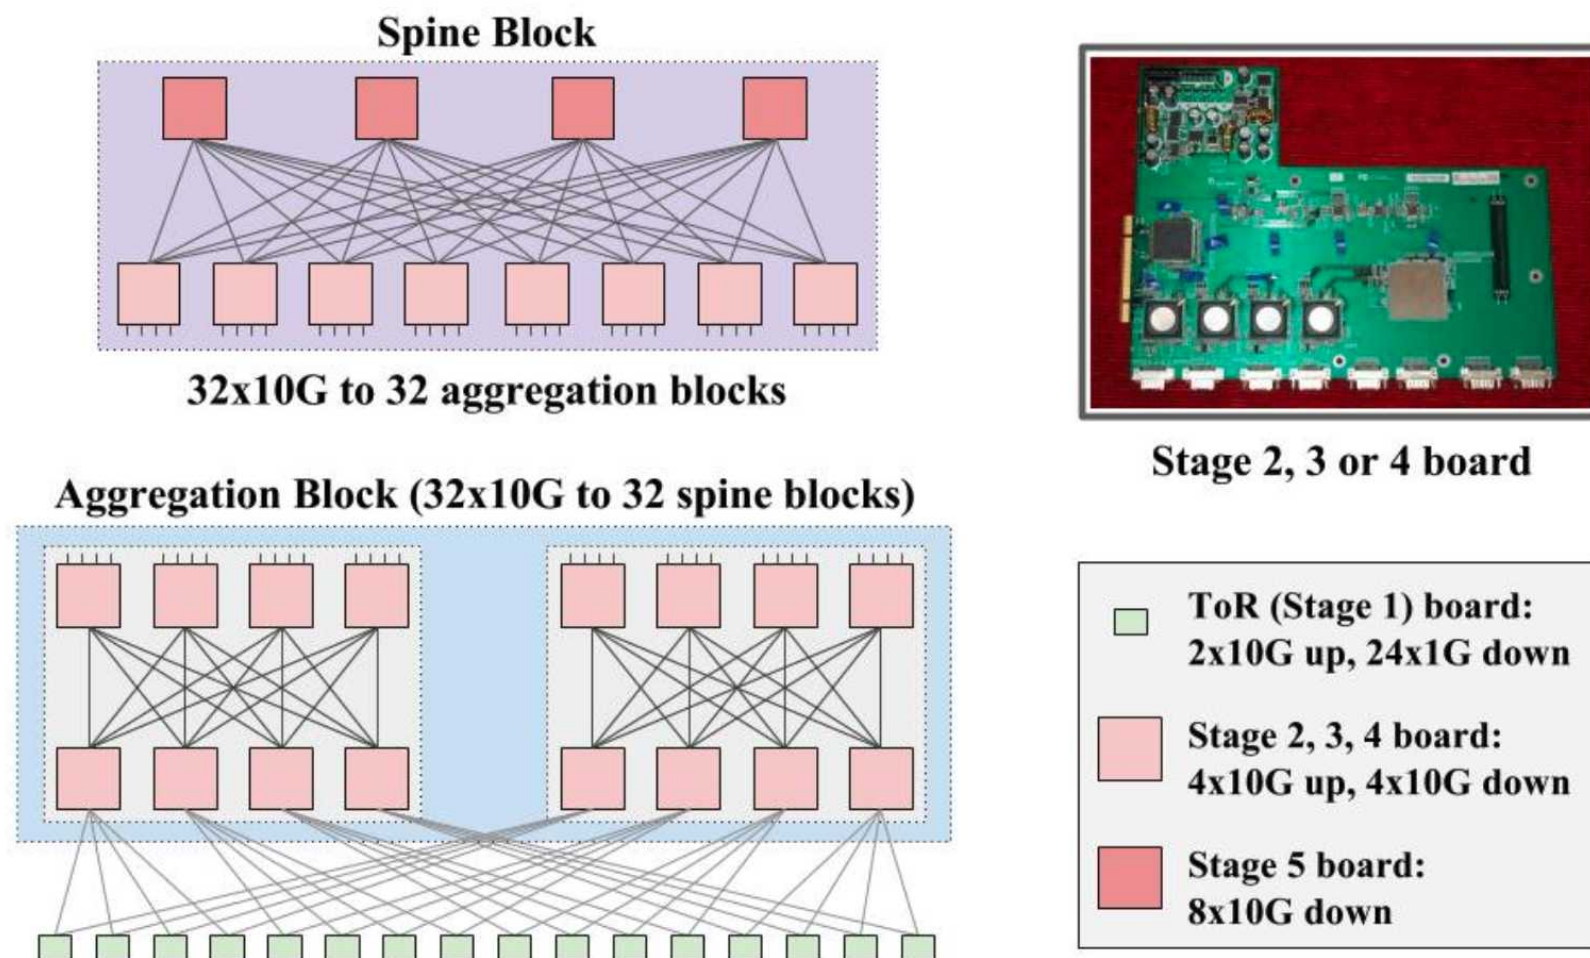 Spine Block
32x10G to 32 aggregation blocks
Stage 2, 3 or 4 board
Aggregation Block (32x10G to 32 spine blocks)
ToR (Stage 1) board:
2x10G up, 24x1G down
Stage 2, 3, 4 board:
4x10G up, 4x10G down
Stage 5 board:
8x10G down